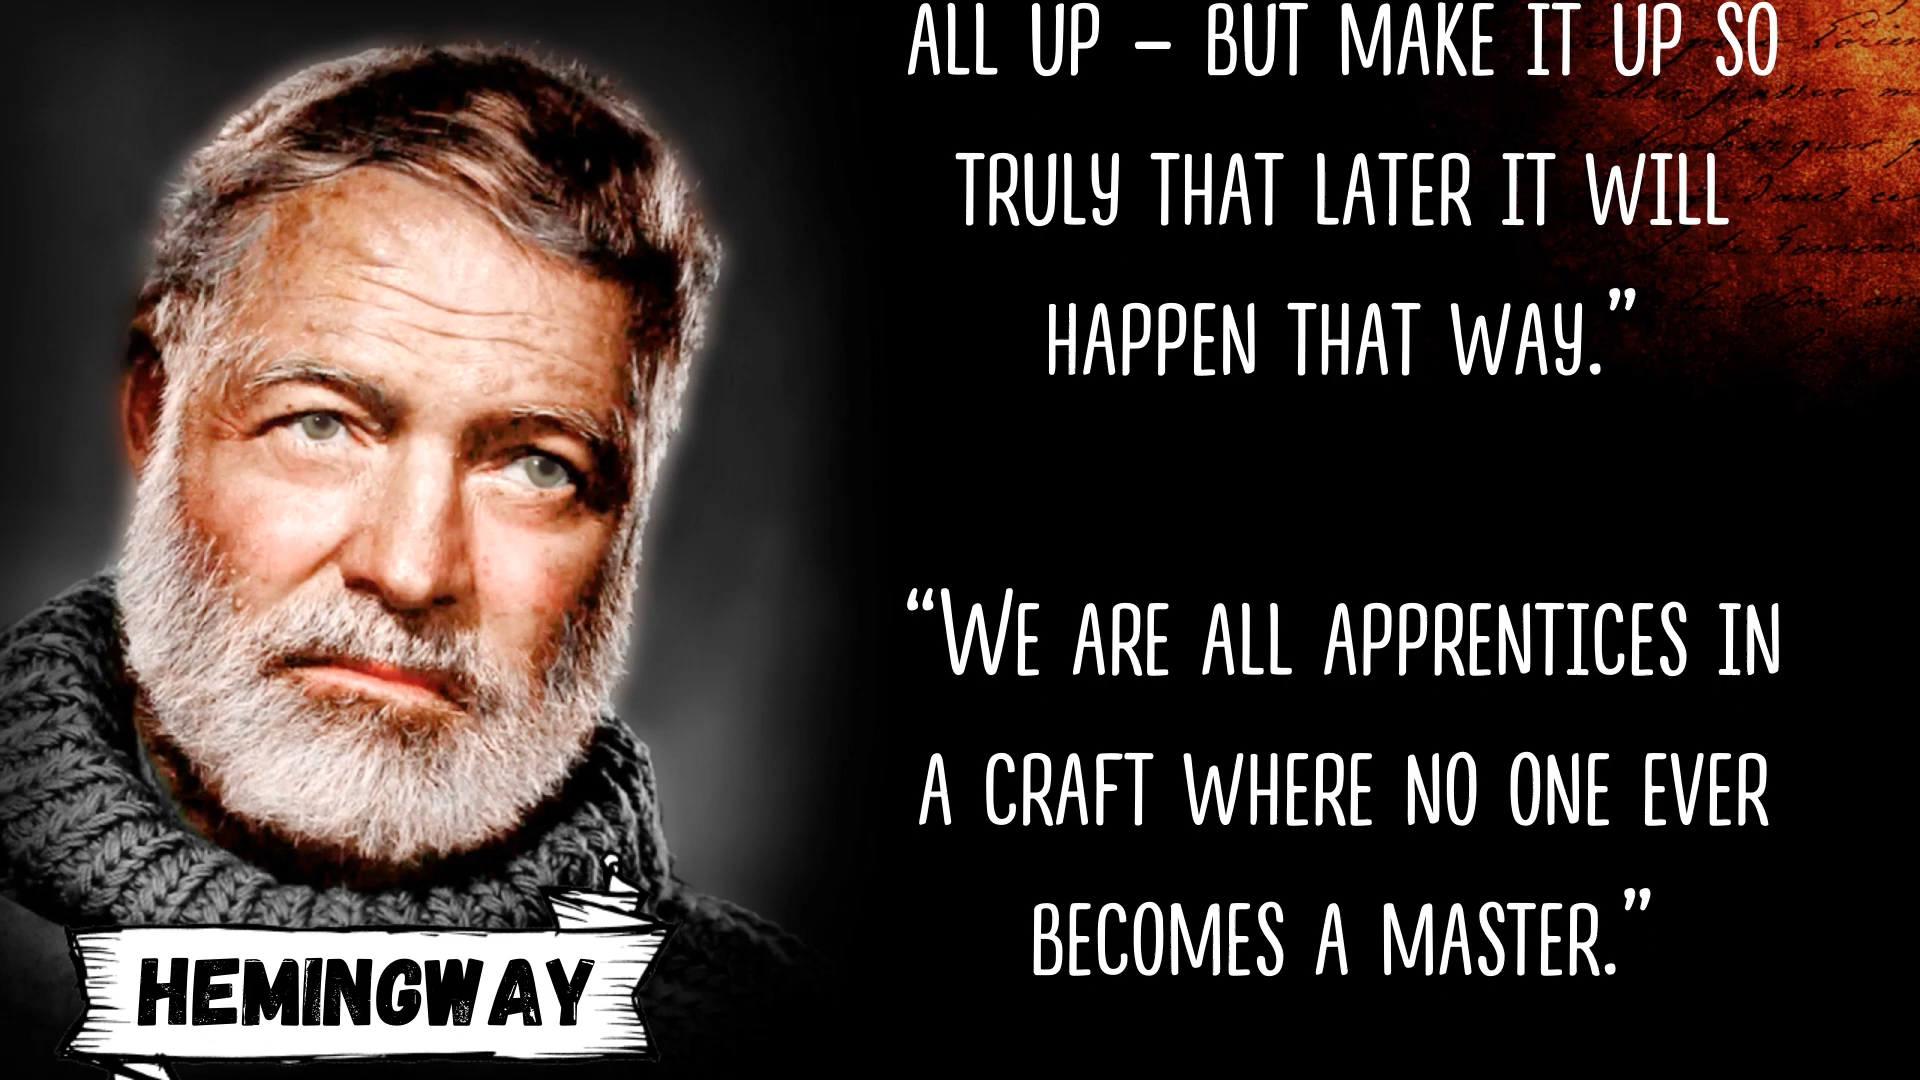 ALL UP – BUT MAKE IT UP SO
TRULY THAT LATER IT WILL
HAPPEN THAT WAY.”
“WE ARE ALL APPRENTICES IN
A CRAFT WHERE NO ONE EVER
BECOMES A MASTER.”
HEMINGWAY